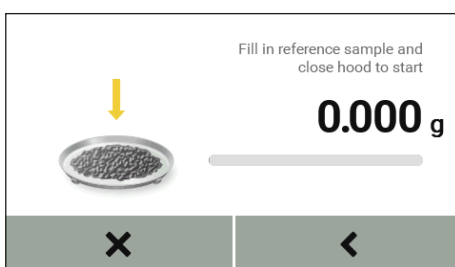 Fill in reference sample and
close hood to start
0.000 g